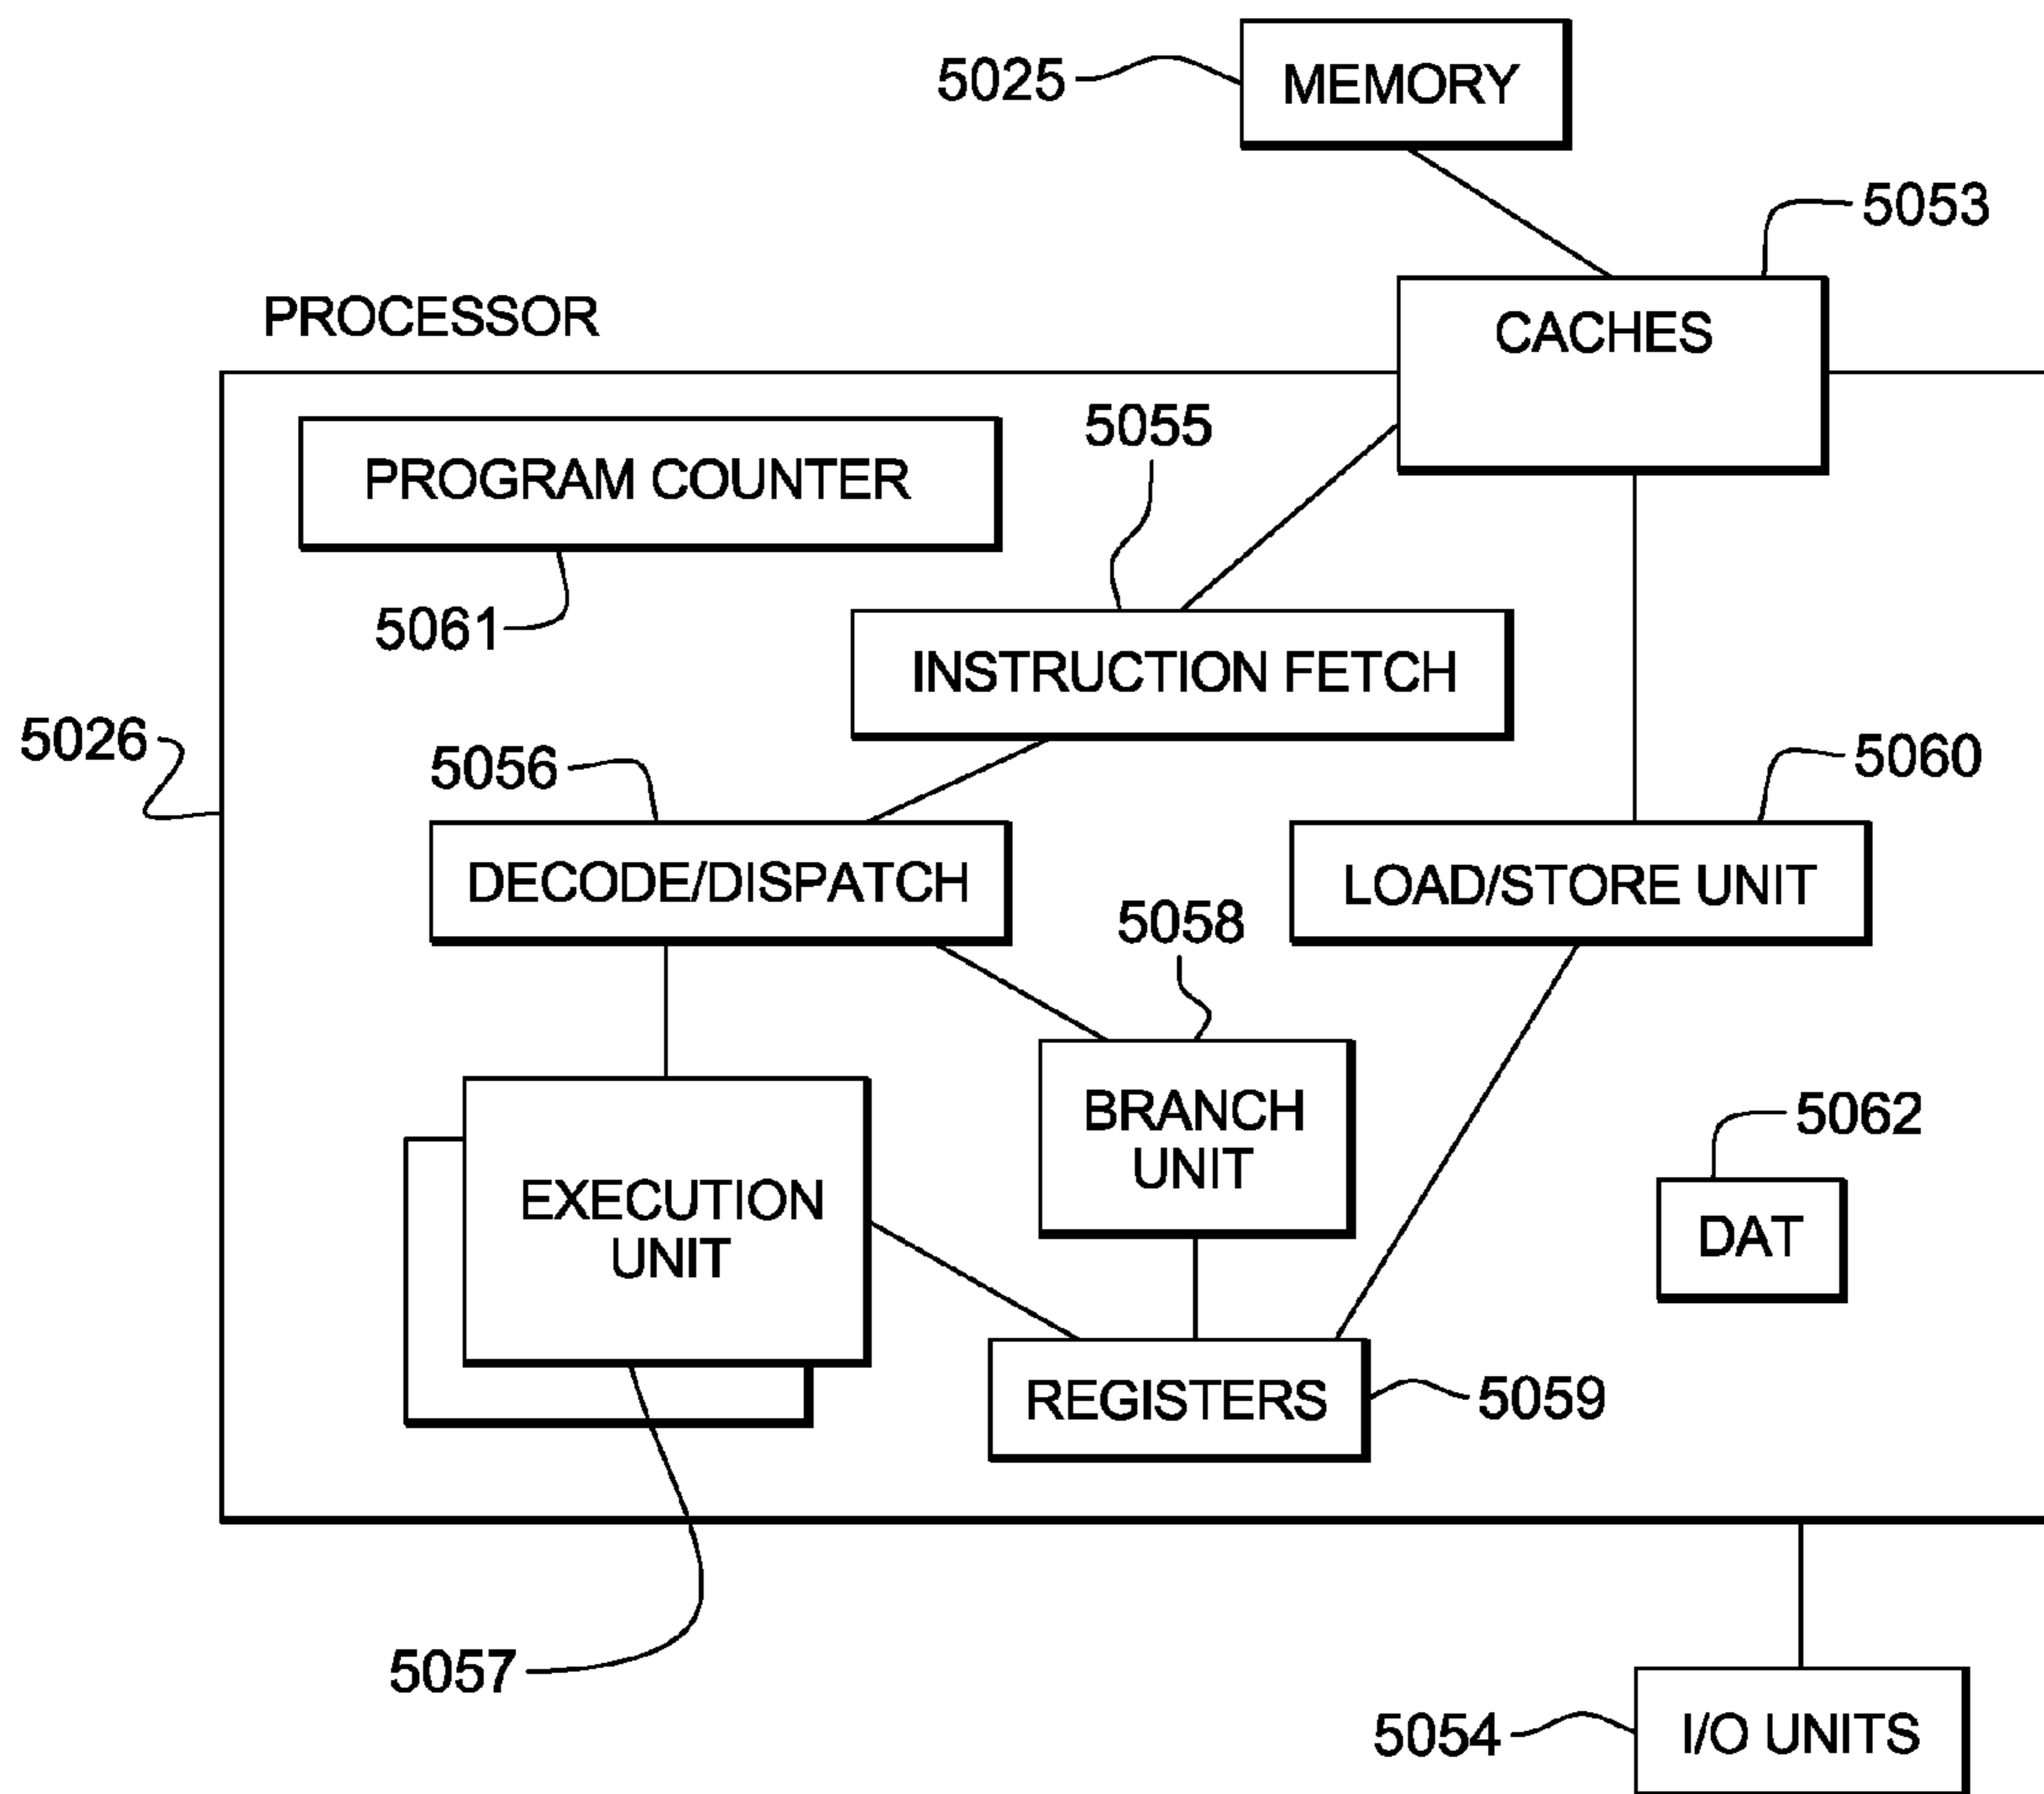 5025
MEMORY
5053
PROCESSOR
CACHES
5055
PROGRAM COUNTER
5061
INSTRUCTION FETCH
5026
5056
5060
DECODE/DISPATCH
LOAD/STORE UNIT
5058
BRANCH
UNIT
5062
EXECUTION
UNIT
DAT
REGISTERS
5059
5057
5054
I/O UNITS